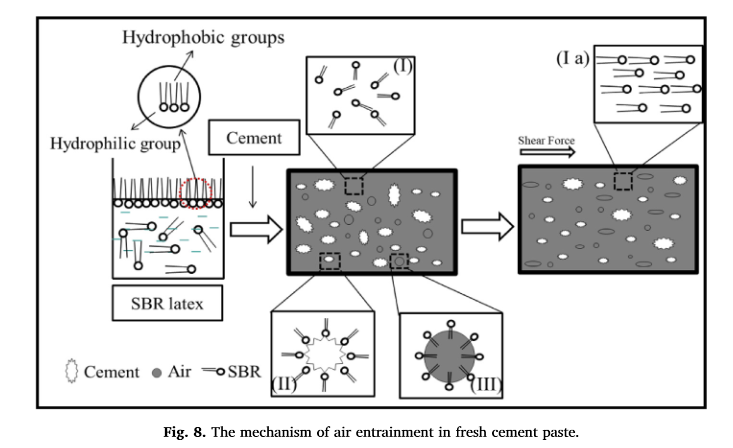 Hydrophobic groups
(I)
(I a)
Hydrophilic group
Cement
Shear Force
SBR latex
Cement
Air
SBR
(II)
(III)
Fig. 8. The mechanism of air entrainment in fresh cement paste.